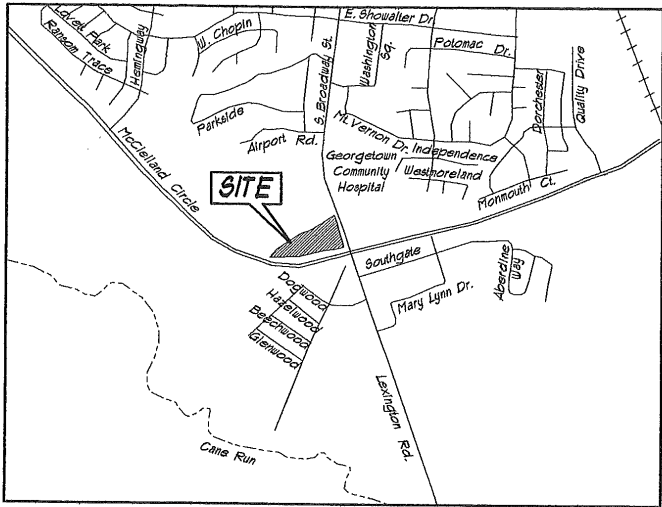 E. Showalter Dr.
Loven Park
Ransom Trace
Hemingway
W. Chopin
S. Broadway St.
Washington Sq.
Potomac Dr.
Dorchester
Quality Drive
Parkside
Airport Rd.
Mt. Vernon Dr.
Independence
Georgetown
Community
Hospital
Westmoreland
Monmouth Ct.
McClelland Circle
SITE
Southgate
Aberdine
Way
Mary Lynn Dr.
Dogwood
Hazelwood
Beechwood
Glenwood
Lexington Rd.
Cane Run